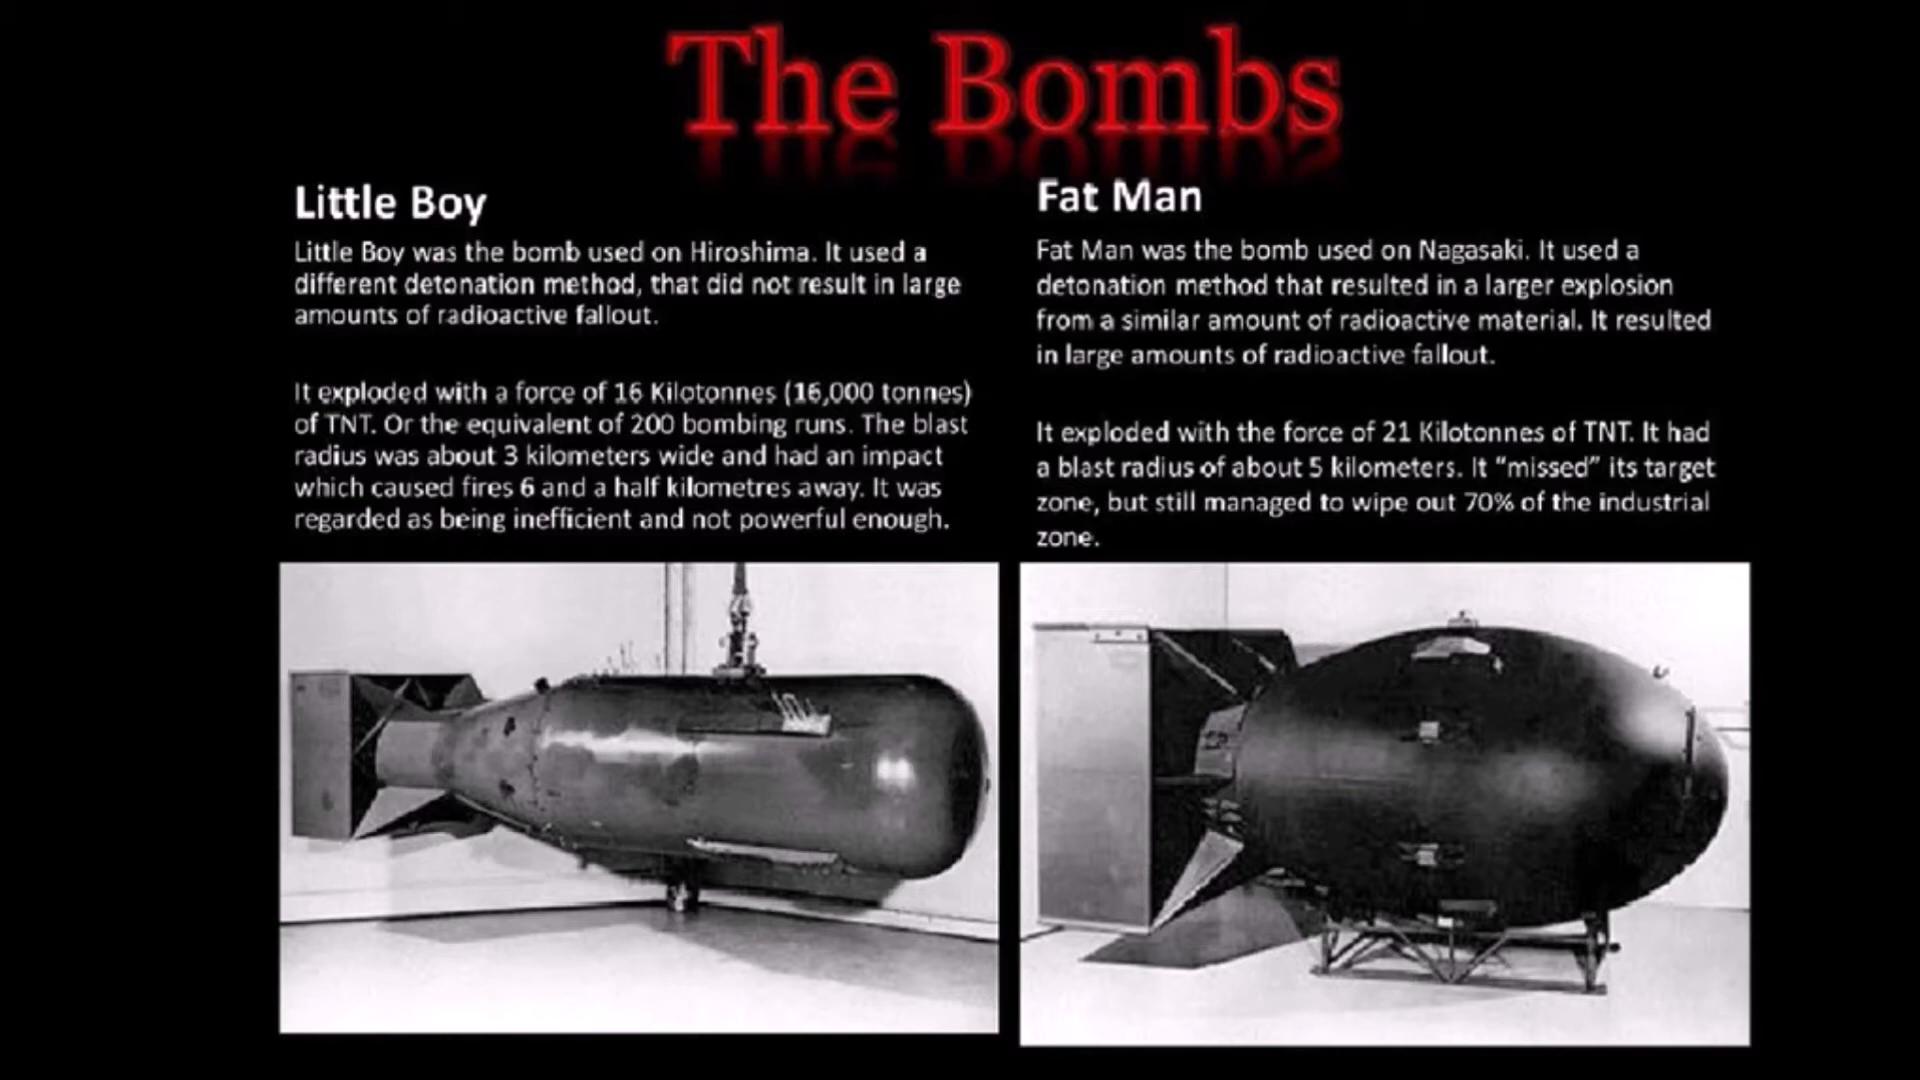 The Bombs
Little Boy
Little Boy was the bomb used on Hiroshima. It used a
different detonation method, that did not result in large
amounts of radioactive fallout.
It exploded with a force of 16 Kilotonnes (16,000 tonnes)
of TNT. Or the equivalent of 200 bombing runs. The blast
radius was about 3 kilometers wide and had an impact
which caused fires 6 and a half kilometres away. It was
regarded as being inefficient and not powerful enough.
Fat Man
Fat Man was the bomb used on Nagasaki. It used a
detonation method that resulted in a larger explosion
from a similar amount of radioactive material. It resulted
in large amounts of radioactive fallout.
It exploded with the force of 21 Kilotonnes of TNT. It had
a blast radius of about 5 kilometers. It “missed” its target
zone, but still managed to wipe out 70% of the industrial
zone.